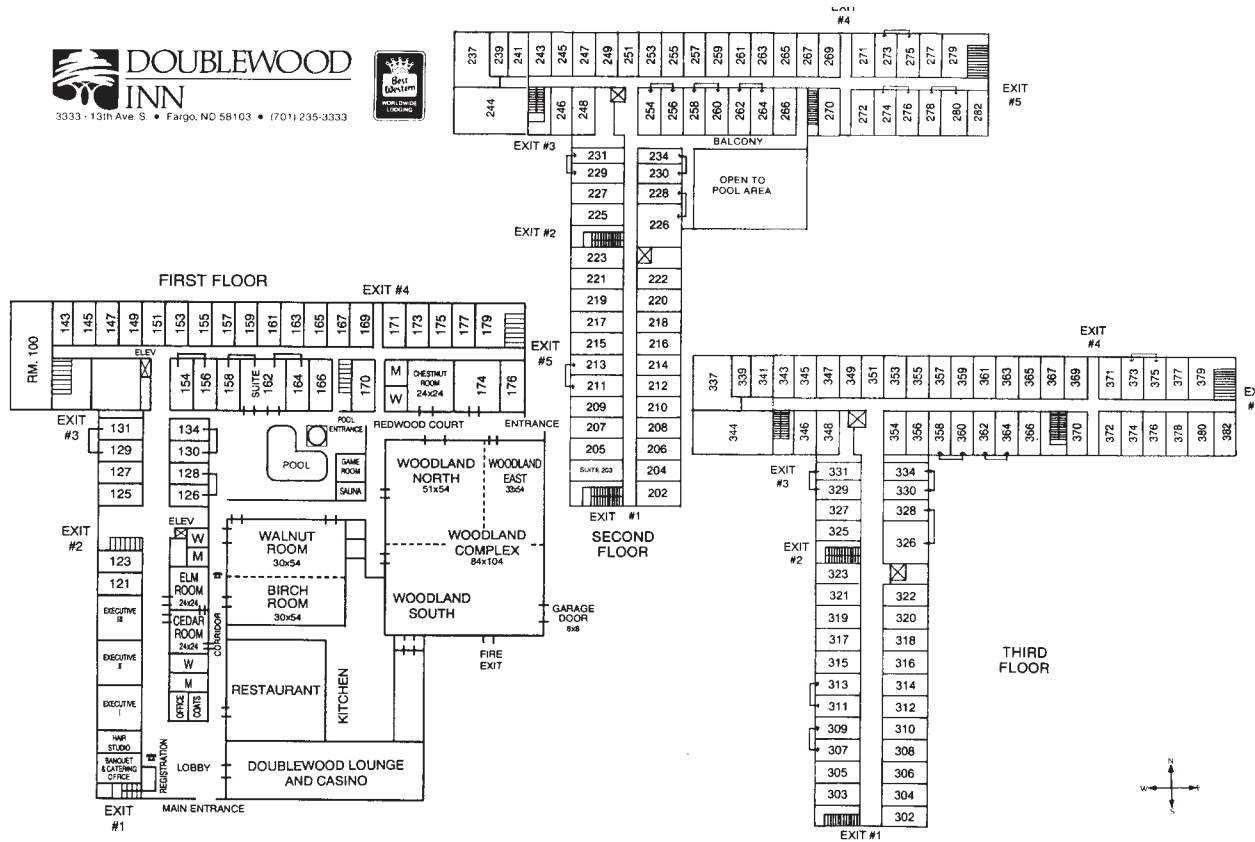 DOUBLEWOOD
INN
3333 - 13th Ave. S. • Fargo, ND 58103 • (701) 235-3333
Best
Western
WORLDWIDE
LODGING
EXIT
#4
237 239 241 243 245 247 249 251 253 255 257 259 261 263 265 267 269 271 273 275 277 279
EXIT
#5
244 246 248 254 256 258 260 262 264 266 270 272 274 276 278 280 282
EXIT #3
BALCONY
OPEN TO
POOL AREA
231 234
229 230
227 228
225 226
EXIT #2
223
221 222
219 220
217 218
215 216
213 214
211 212
209 210
207 208
205 206
SUITE 203 204
202
EXIT #1
SECOND
FLOOR
FIRST FLOOR
EXIT #4
RM. 100
143 145 147 149 151 153 155 157 159 161 163 165 167 169 171 173 175 177 179
EXIT
#5
ELEV
154 156 158 SUITE 162 164 166 170
M
W
CHESTNUT
ROOM
24x24
174 176
EXIT
#3
131 134
129 130
127 128
125 126
POOL
ENTRANCE
REDWOOD COURT
ENTRANCE
POOL
GAME
ROOM
SAUNA
WOODLAND
NORTH
51x54
WOODLAND
EAST
33x54
WOODLAND
COMPLEX
84x104
WOODLAND
SOUTH
GARAGE
DOOR
8x8
FIRE
EXIT
EXIT
#2
ELEV
W
M
123
121
ELM
ROOM
24x24
CEDAR
ROOM
24x24
W
M
OFFICE
COATS
CORRIDOR
WALNUT
ROOM
30x54
BIRCH
ROOM
30x54
EXECUTIVE
III
EXECUTIVE
II
EXECUTIVE
I
HAIR
STUDIO
BANQUET
& CATERING
OFFICE
REGISTRATION
LOBBY
RESTAURANT
KITCHEN
DOUBLEWOOD LOUNGE
AND CASINO
MAIN ENTRANCE
EXIT
#1
EXIT
#4
337 339 341 343 345 347 349 351 353 355 357 359 361 363 365 367 369 371 373 375 377 379
344 346 348 354 356 358 360 362 364 366 370 372 374 376 378 380 382
EXIT
#3
331 334
329 330
327 328
325 326
EXIT
#2
323
321 322
319 320
317 318
315 316
313 314
311 312
309 310
307 308
305 306
303 304
302
EXIT #1
THIRD
FLOOR
N
W
S